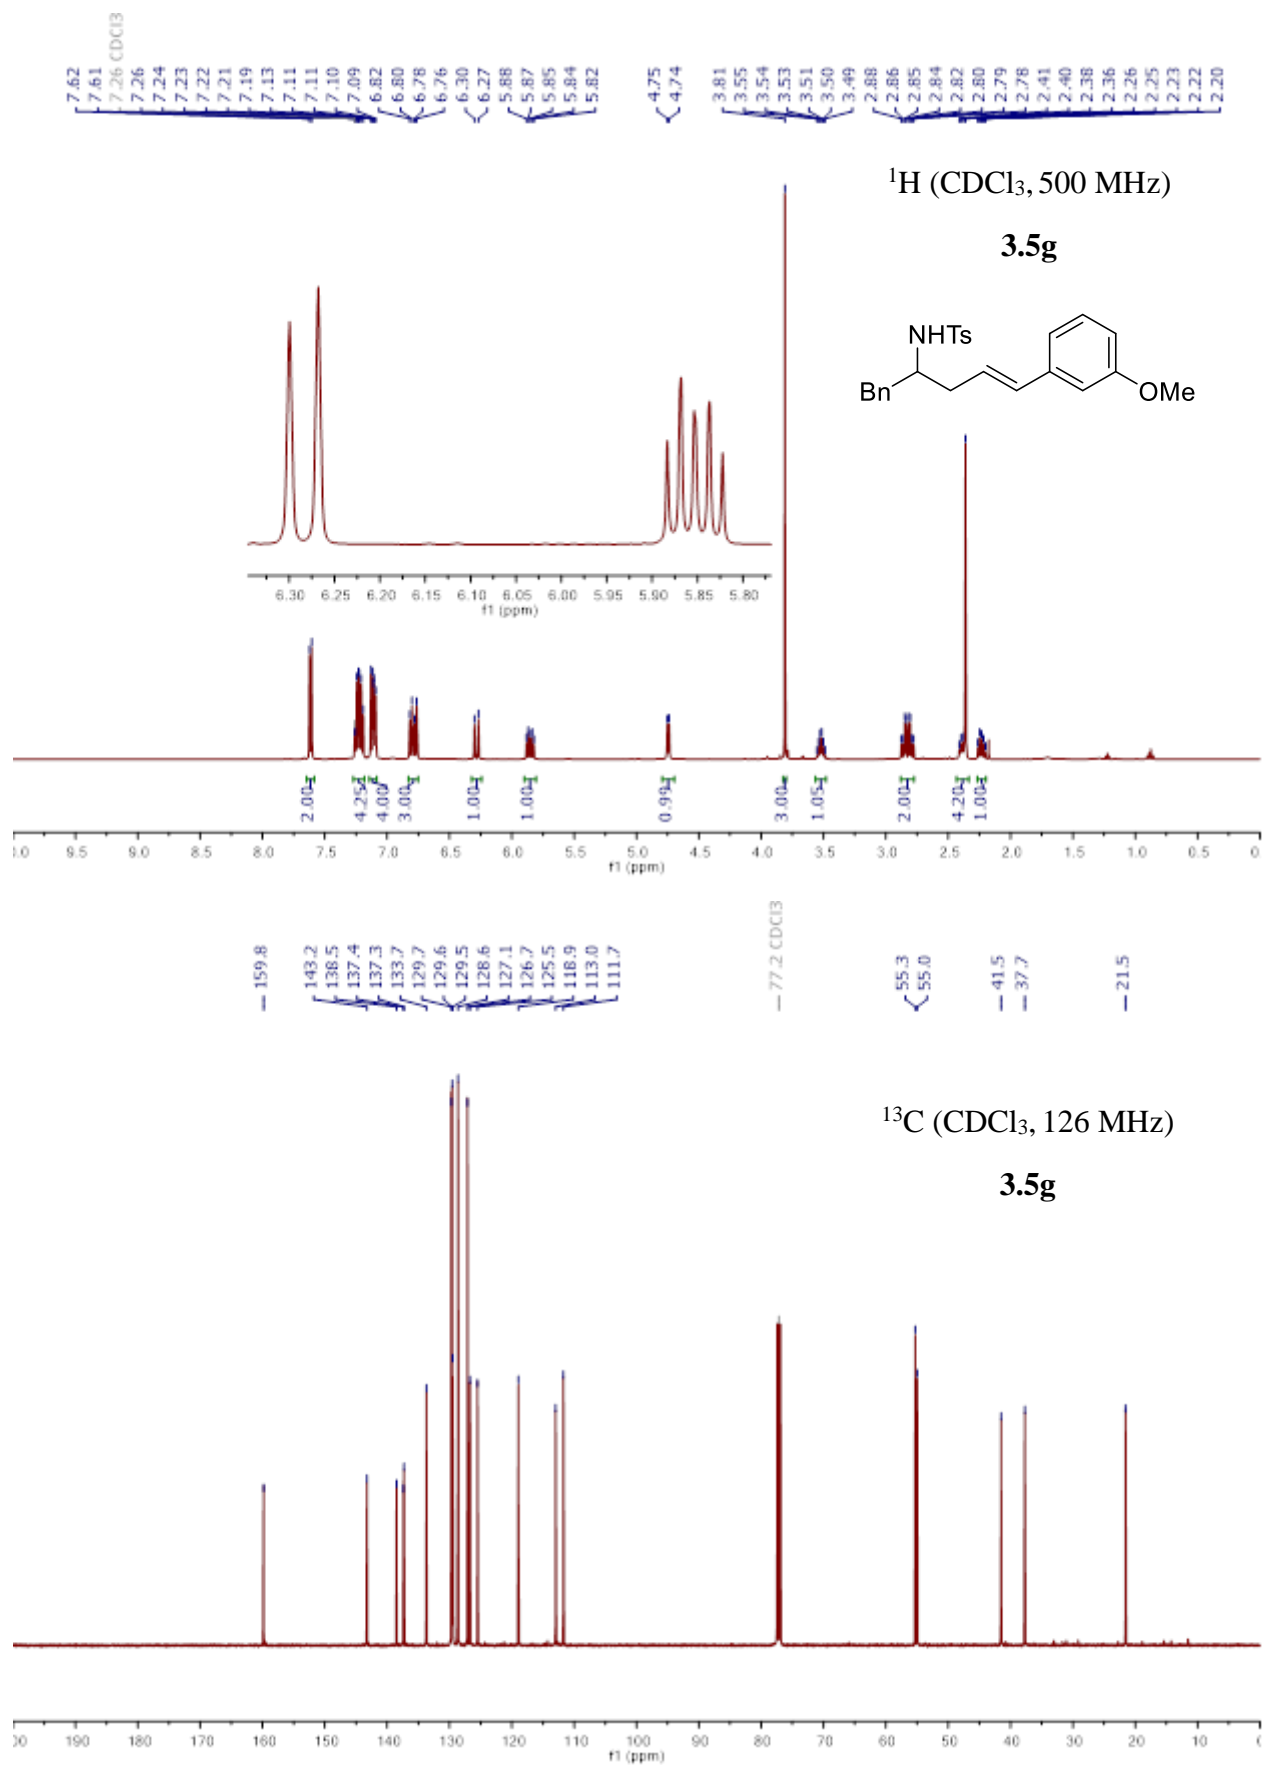 7.62 7.61 7.26 CDCl3 7.26 7.24 7.23 7.22 7.21 7.19 7.13 7.11 7.11 7.10 7.09 6.82 6.80 6.78 6.76 6.30 6.27 5.88 5.87 5.85 5.84 5.82 4.75 4.74 3.81 3.55 3.54 3.53 3.51 3.50 3.49 2.88 2.86 2.85 2.84 2.82 2.80 2.79 2.78 2.41 2.40 2.38 2.36 2.26 2.25 2.23 2.22 2.20
¹H (CDCl₃, 500 MHz)
3.5g
NHTs
Bn
OMe
6.30 6.25 6.20 6.15 6.10 6.05 6.00 5.95 5.90 5.85 5.80
f1 (ppm)
2.00 4.25 4.00 3.00 1.00 1.00 0.99 3.00 1.05 2.00 4.20 1.00
0.0 9.5 9.0 8.5 8.0 7.5 7.0 6.5 6.0 5.5 5.0 4.5 4.0 3.5 3.0 2.5 2.0 1.5 1.0 0.5 0
f1 (ppm)
159.8 143.2 138.5 137.4 137.3 133.7 129.7 129.6 129.5 128.6 127.1 126.7 125.5 118.9 113.0 111.7 77.2 CDCl3 55.3 55.0 41.5 37.7 21.5
¹³C (CDCl₃, 126 MHz)
3.5g
00 190 180 170 160 150 140 130 120 110 100 90 80 70 60 50 40 30 20 10 0
f1 (ppm)